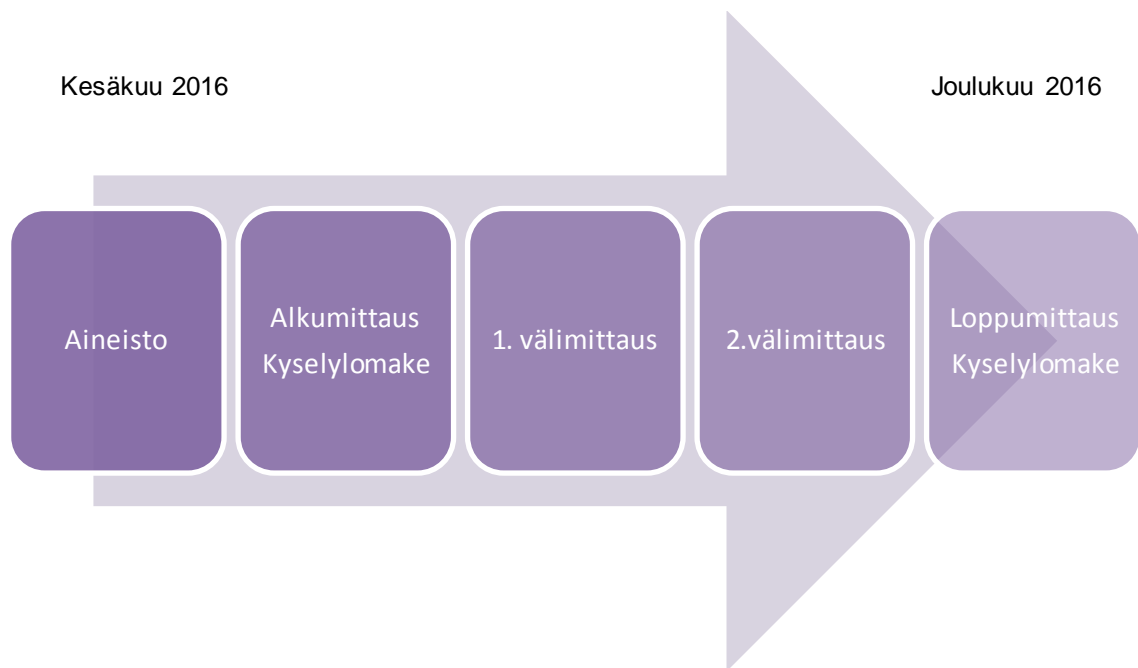 Kesäkuu 2016
Joulukuu 2016
Aineisto
Alkumittaus
Kyselylomake
1. välimittaus
2.välimittaus
Loppumittaus
Kyselylomake